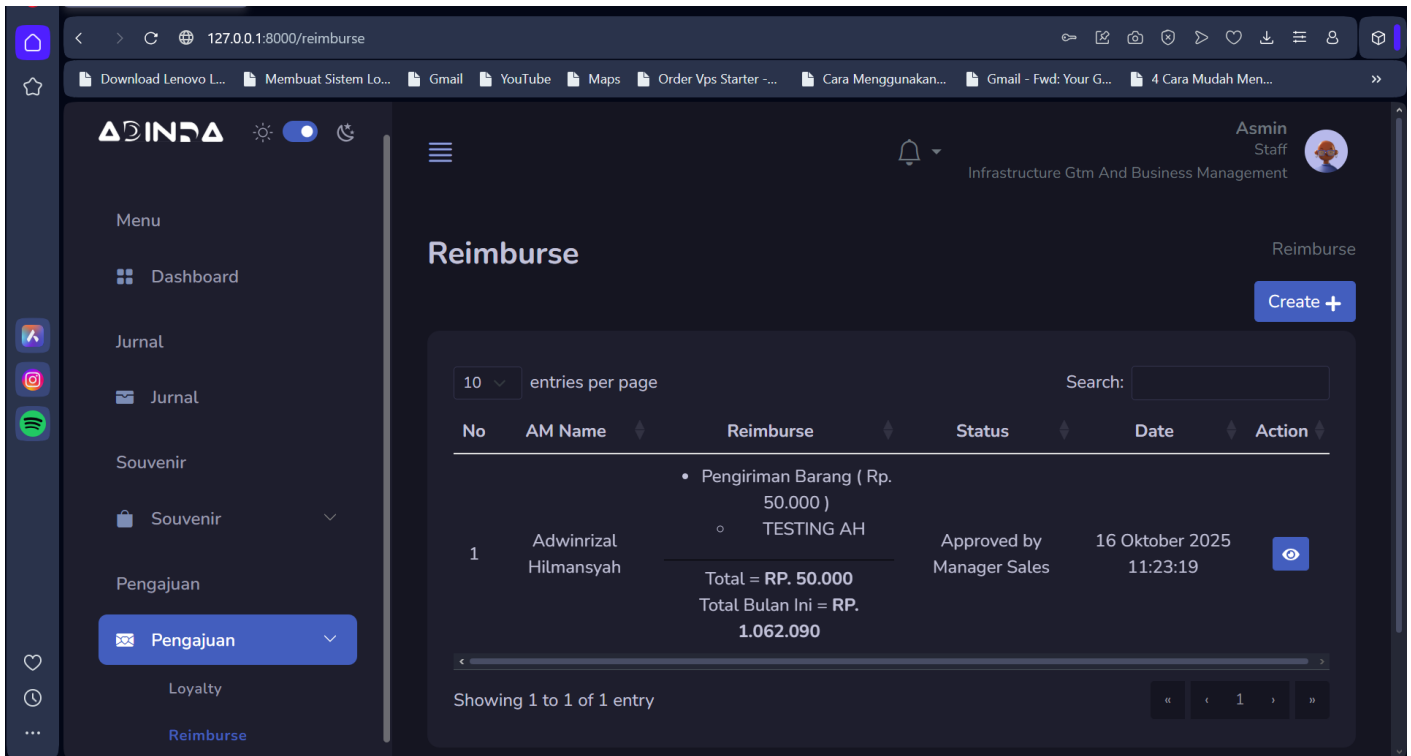 127.0.0.1:8000/reimburse
Download Lenovo L... Membuat Sistem Lo... Gmail YouTube Maps Order Vps Starter -... Cara Menggunakan... Gmail - Fwd: Your G... 4 Cara Mudah Men... »
ADINDA
Asmin
Staff
Infrastructure Gtm And Business Management
Menu
Dashboard
Jurnal
Jurnal
Souvenir
Souvenir
Pengajuan
Pengajuan
Loyalty
Reimburse
Reimburse
Reimburse
Create +
10 entries per page
Search:
No AM Name Reimburse Status Date Action
1
Adwinrizal
Hilmansyah
• Pengiriman Barang ( Rp.
50.000 )
◦ TESTING AH
Total = RP. 50.000
Total Bulan Ini = RP.
1.062.090
Approved by
Manager Sales
16 Oktober 2025
11:23:19
Showing 1 to 1 of 1 entry
« ‹ 1 › »